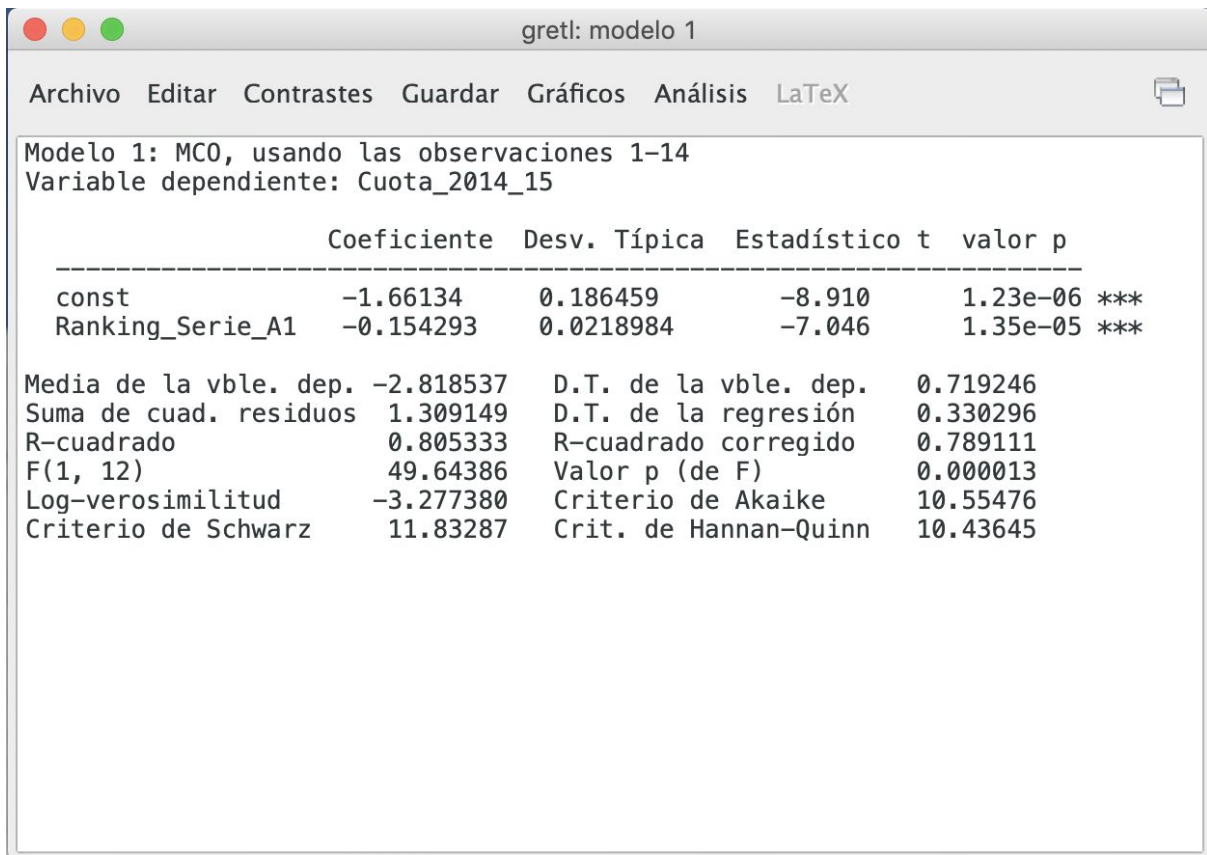 gretl: modelo 1
Archivo Editar Contrastes Guardar Gráficos Análisis LaTeX
Modelo 1: MCO, usando las observaciones 1-14
Variable dependiente: Cuota_2014_15
Coeficiente Desv. Típica Estadístico t valor p
const -1.66134 0.186459 -8.910 1.23e-06 ***
Ranking_Serie_A1 -0.154293 0.0218984 -7.046 1.35e-05 ***
Media de la vble. dep. -2.818537 D.T. de la vble. dep. 0.719246
Suma de cuad. residuos 1.309149 D.T. de la regresión 0.330296
R-cuadrado 0.805333 R-cuadrado corregido 0.789111
F(1, 12) 49.64386 Valor p (de F) 0.000013
Log-verosimilitud -3.277380 Criterio de Akaike 10.55476
Criterio de Schwarz 11.83287 Crit. de Hannan-Quinn 10.43645